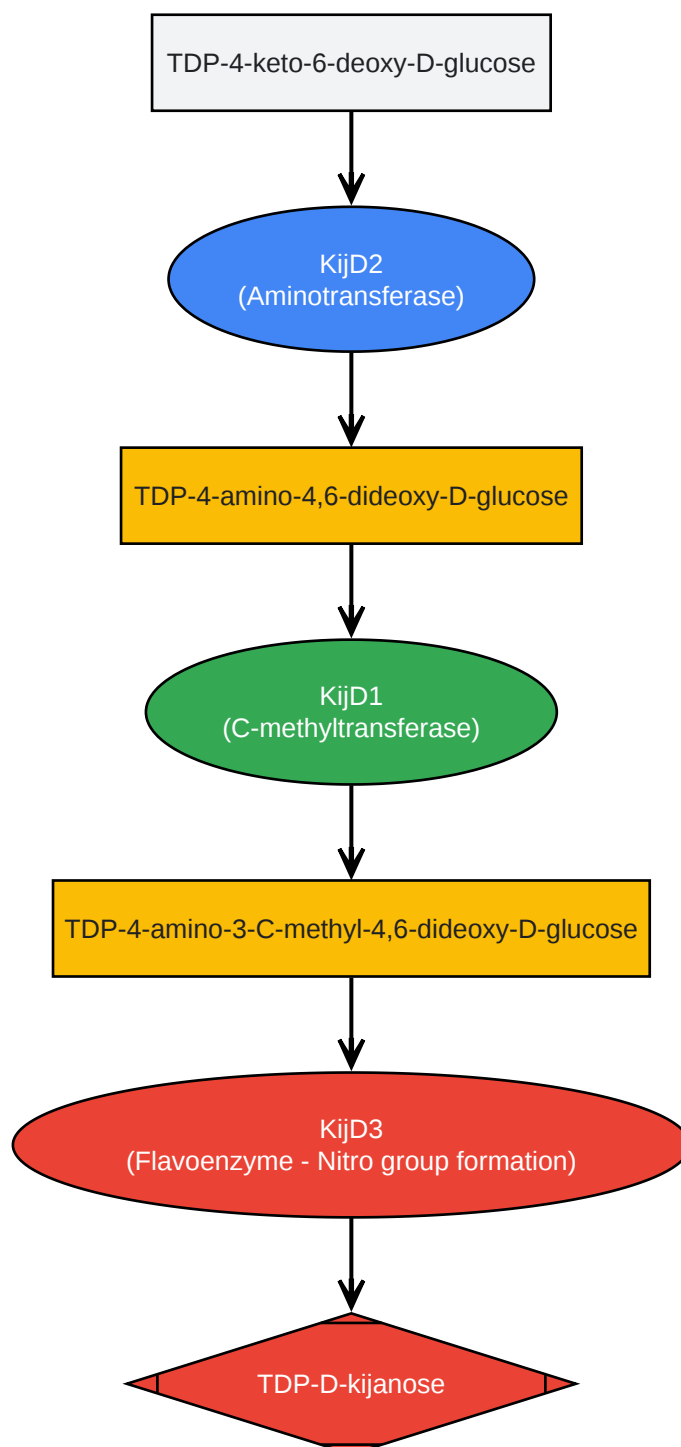 TDP-4-keto-6-deoxy-D-glucose
KijD2
(Aminotransferase)
TDP-4-amino-4,6-dideoxy-D-glucose
KijD1
(C-methyltransferase)
TDP-4-amino-3-C-methyl-4,6-dideoxy-D-glucose
KijD3
(Flavoenzyme - Nitro group formation)
TDP-D-kijanose